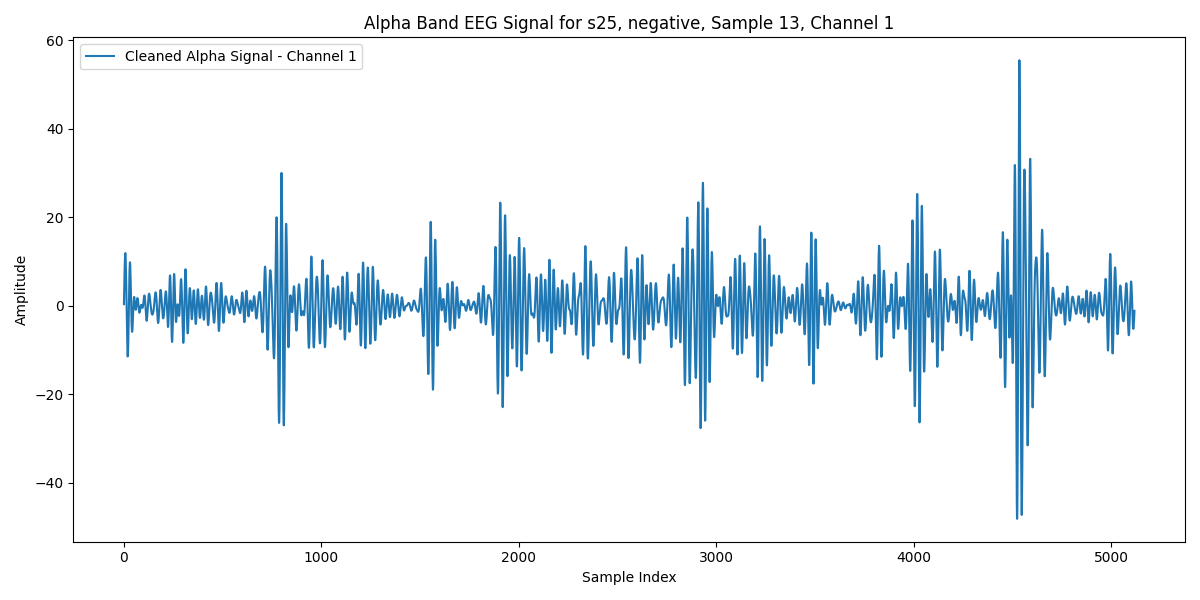 Alpha Band EEG Signal for s25, negative, Sample 13, Channel 1
Cleaned Alpha Signal - Channel 1
Amplitude
60
40
20
0
−20
−40
0 1000 2000 3000 4000 5000
Sample Index